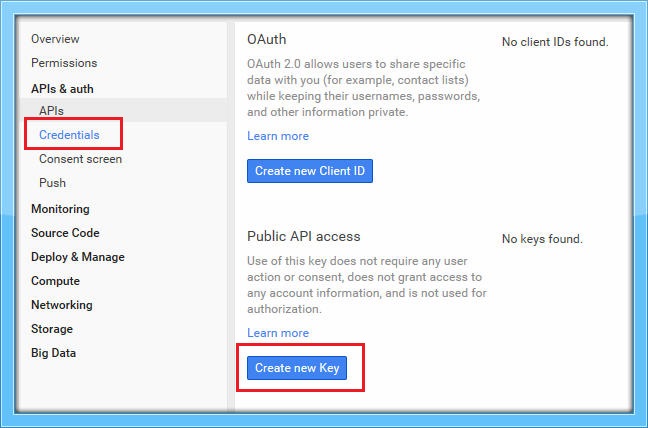 Overview
Permissions
APIs & auth
APIs
Credentials
Consent screen
Push
Monitoring
Source Code
Deploy & Manage
Compute
Networking
Storage
Big Data
OAuth
OAuth 2.0 allows users to share specific
data with you (for example, contact lists)
while keeping their usernames, passwords,
and other information private.
Learn more
Create new Client ID
No client IDs found.
Public API access
Use of this key does not require any user
action or consent, does not grant access to
any account information, and is not used for
authorization.
Learn more
Create new Key
No keys found.